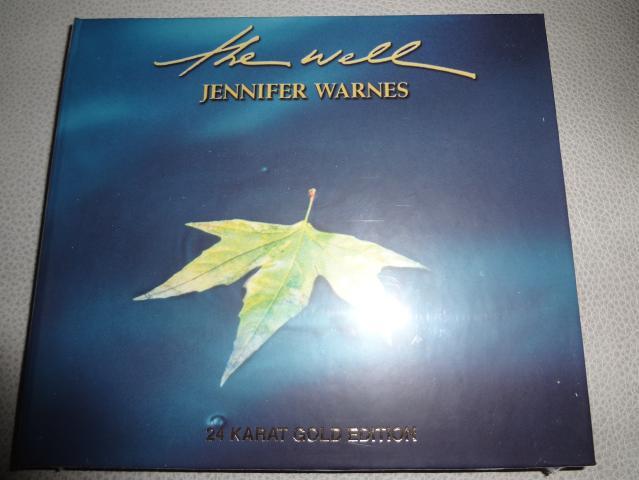 the well
JENNIFER WARNES
24 KARAT GOLD EDITION